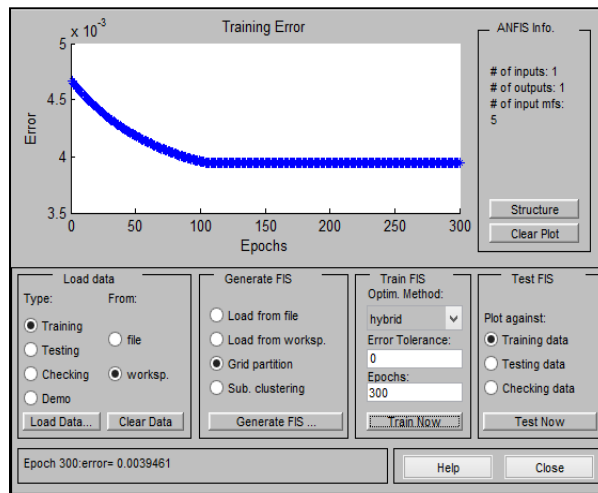 Training Error
x 10^-3
5
4.5
4
3.5
Error
0 50 100 150 200 250 300
Epochs
ANFIS Info.
# of inputs: 1
# of outputs: 1
# of input mfs:
5
Structure
Clear Plot
Load data
Type: From:
Training
Testing
Checking
Demo
file
worksp.
Load Data... Clear Data
Generate FIS
Load from file
Load from worksp.
Grid partition
Sub. clustering
Generate FIS ...
Train FIS
Optim. Method:
hybrid
Error Tolerance:
0
Epochs:
300
Train Now
Test FIS
Plot against:
Training data
Testing data
Checking data
Test Now
Epoch 300:error= 0.0039461
Help
Close